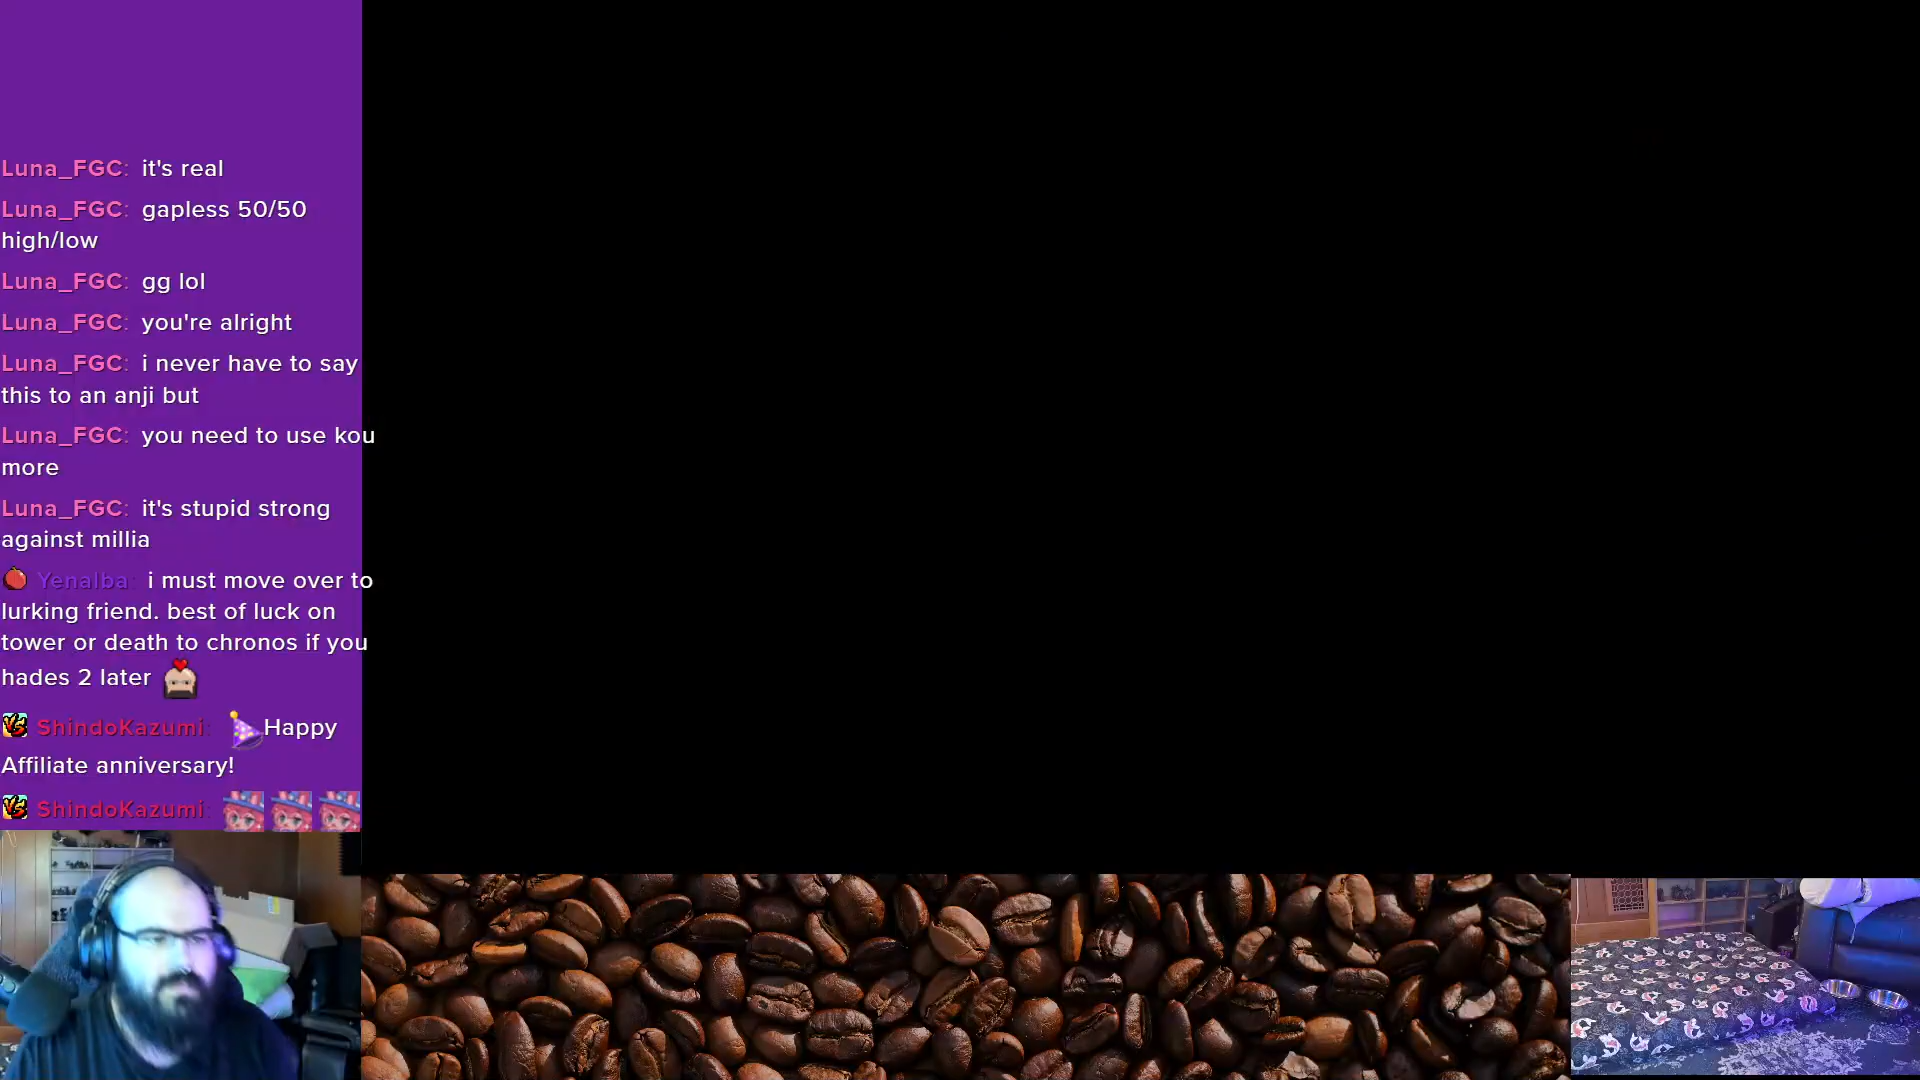 Luna_FGC: it's real
Luna_FGC: gapless 50/50
high/low
Luna_FGC: gg lol
Luna_FGC: you're alright
Luna_FGC: i never have to say
this to an anji but
Luna_FGC: you need to use kou
more
Luna_FGC: it's stupid strong
against millia
Yenalba: i must move over to
lurking friend. best of luck on
tower or death to chronos if you
hades 2 later
VS ShindoKazumi: Happy
Affiliate anniversary!
VS ShindoKazumi: